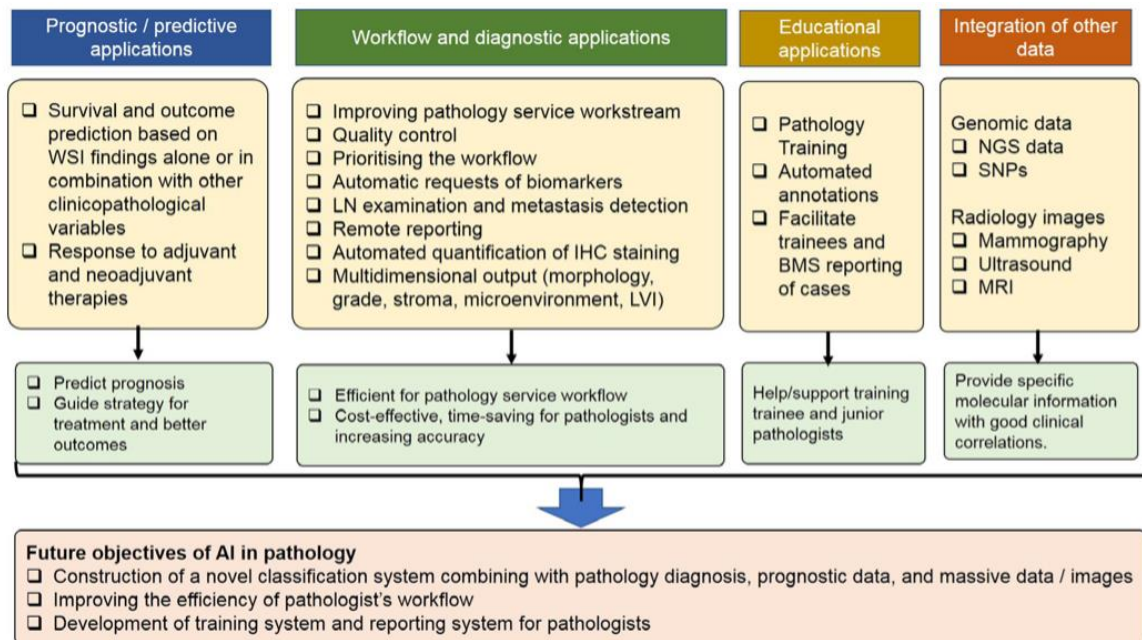 Prognostic / predictive
applications
Workflow and diagnostic applications
Educational
applications
Integration of other
data
❑ Survival and outcome
prediction based on
WSI findings alone or in
combination with other
clinicopathological
variables
❑ Response to adjuvant
and neoadjuvant
therapies
❑ Improving pathology service workstream
❑ Quality control
❑ Prioritising the workflow
❑ Automatic requests of biomarkers
❑ LN examination and metastasis detection
❑ Remote reporting
❑ Automated quantification of IHC staining
❑ Multidimensional output (morphology,
grade, stroma, microenvironment, LVI)
❑ Pathology
Training
❑ Automated
annotations
❑ Facilitate
trainees and
BMS reporting
of cases
Genomic data
❑ NGS data
❑ SNPs
Radiology images
❑ Mammography
❑ Ultrasound
❑ MRI
❑ Predict prognosis
❑ Guide strategy for
treatment and better
outcomes
❑ Efficient for pathology service workflow
❑ Cost-effective, time-saving for pathologists and
increasing accuracy
Help/support training
trainee and junior
pathologists
Provide specific
molecular information
with good clinical
correlations.
Future objectives of AI in pathology
❑ Construction of a novel classification system combining with pathology diagnosis, prognostic data, and massive data / images
❑ Improving the efficiency of pathologist's workflow
❑ Development of training system and reporting system for pathologists